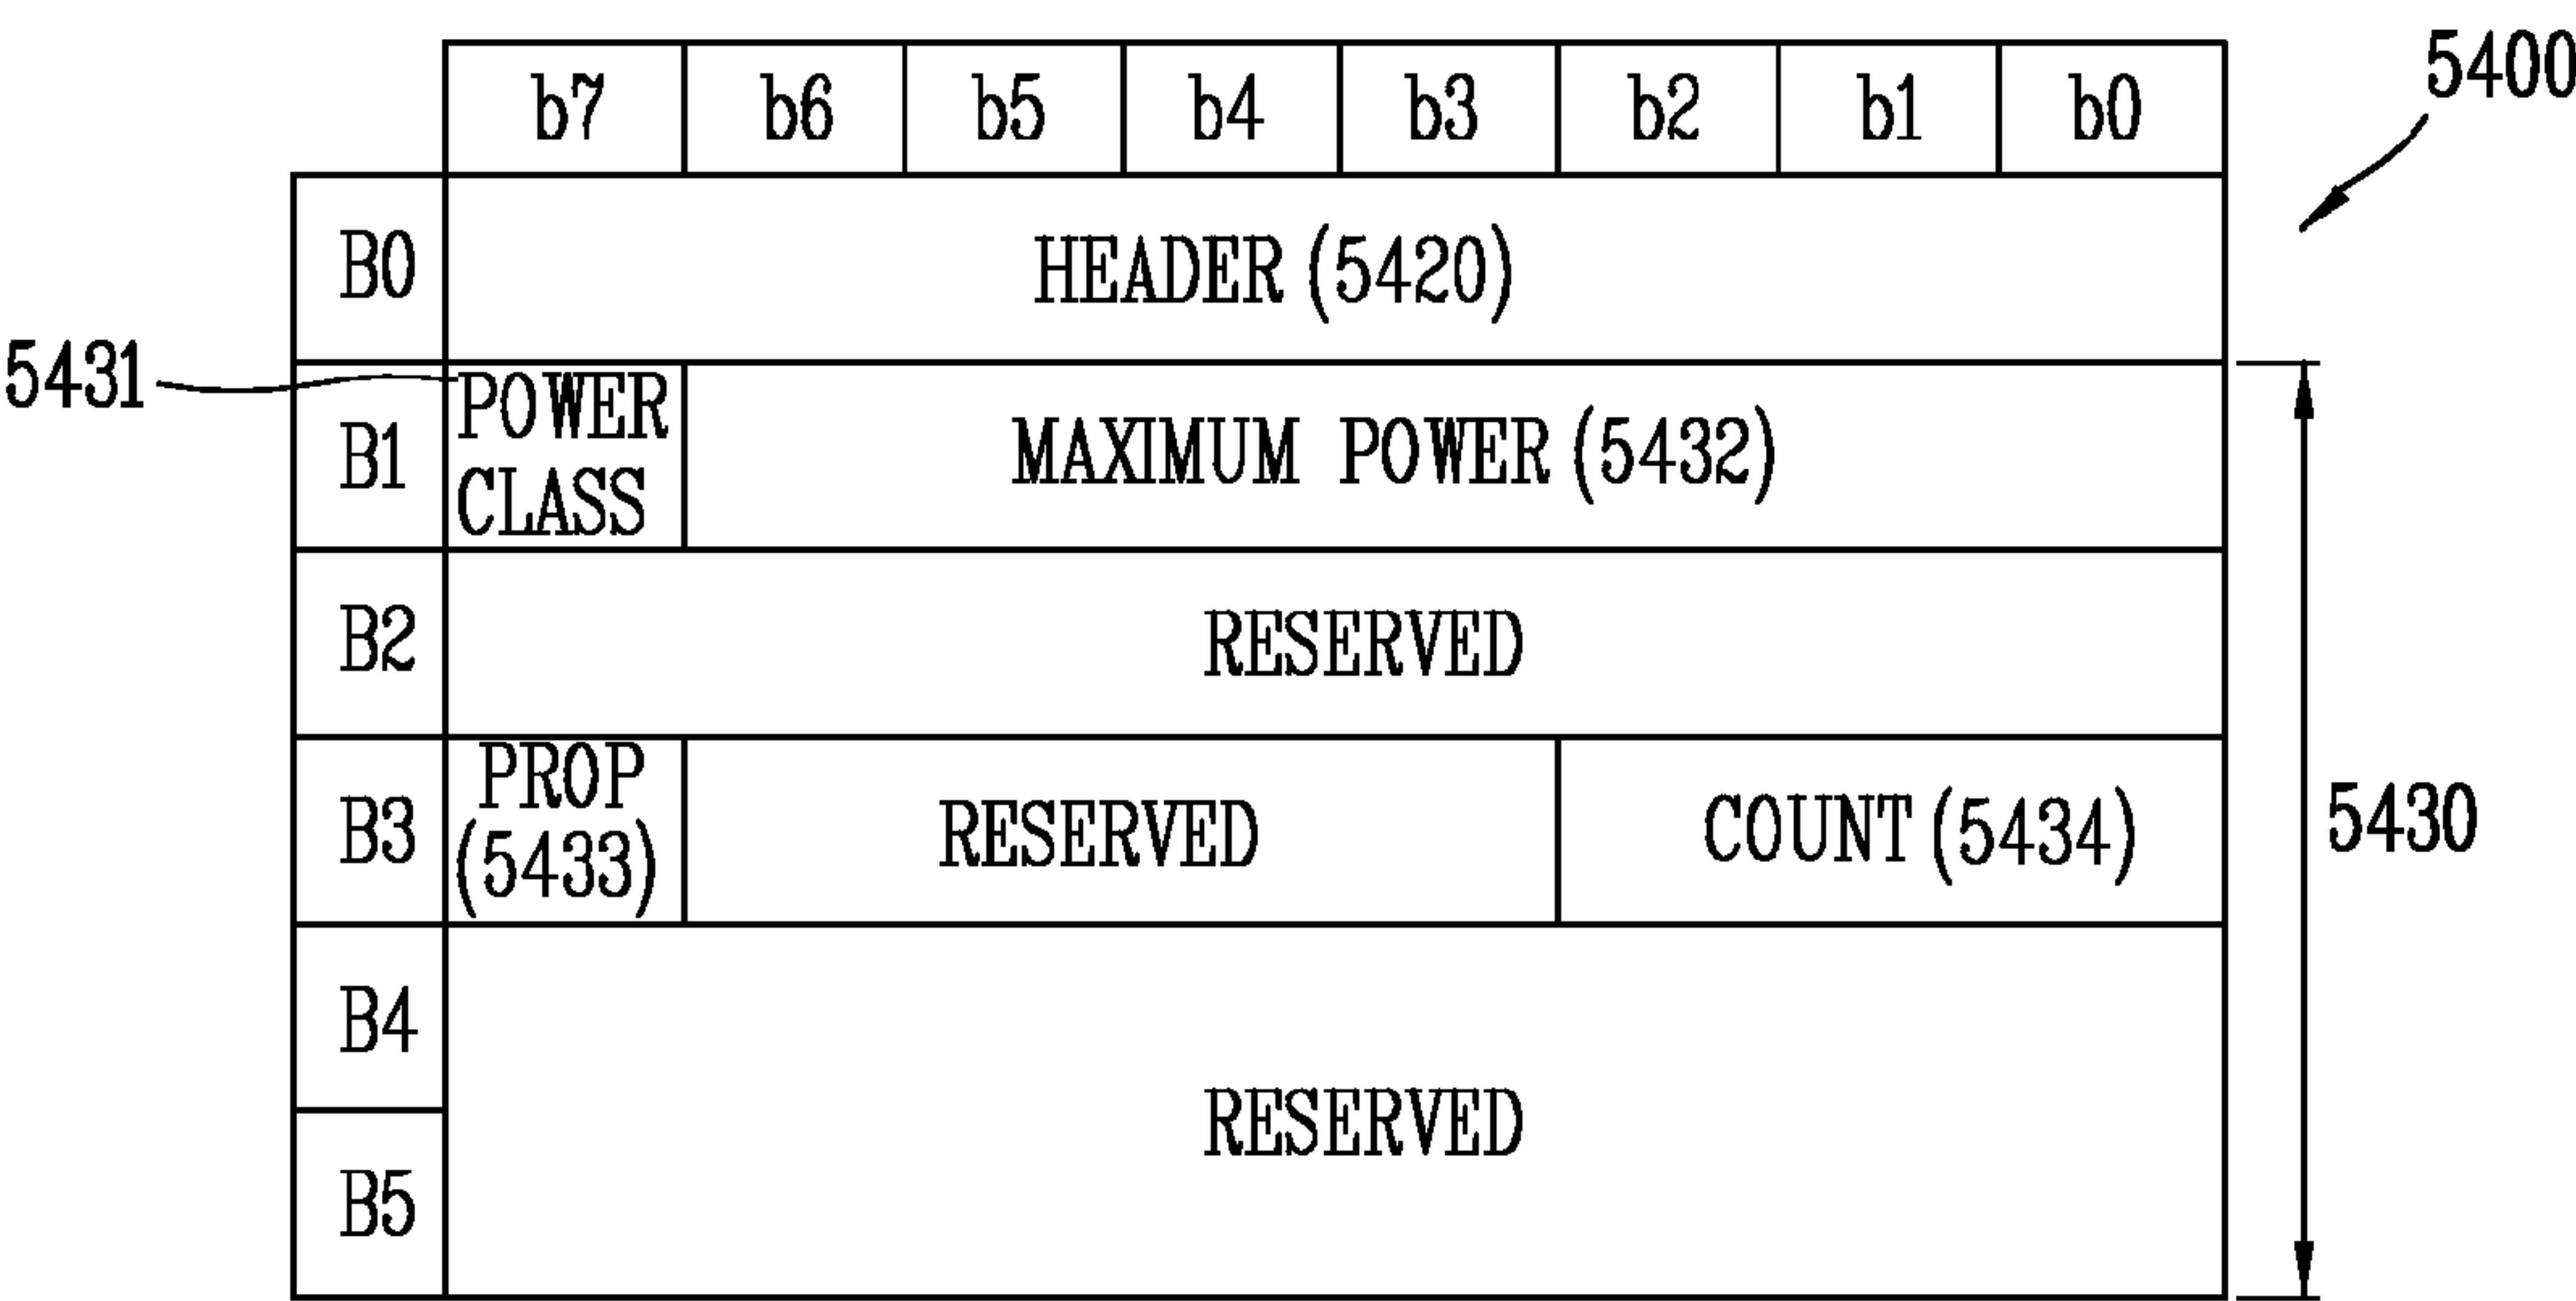 b7 b6 b5 b4 b3 b2 b1 b0
5400
B0 HEADER (5420)
5431
B1 POWER CLASS MAXIMUM POWER (5432)
B2 RESERVED
B3 PROP (5433) RESERVED COUNT (5434)
5430
B4
RESERVED
B5